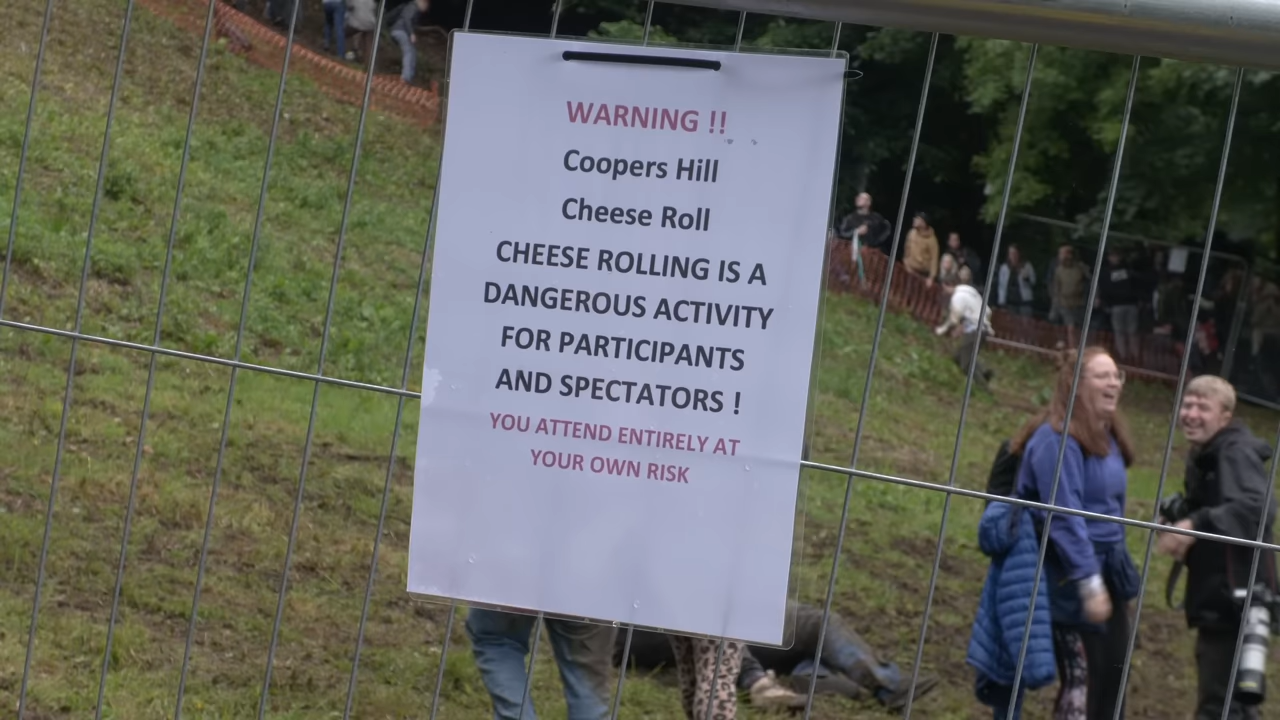 WARNING !!
Coopers Hill
Cheese Roll
CHEESE ROLLING IS A
DANGEROUS ACTIVITY
FOR PARTICIPANTS
AND SPECTATORS !
YOU ATTEND ENTIRELY AT
YOUR OWN RISK